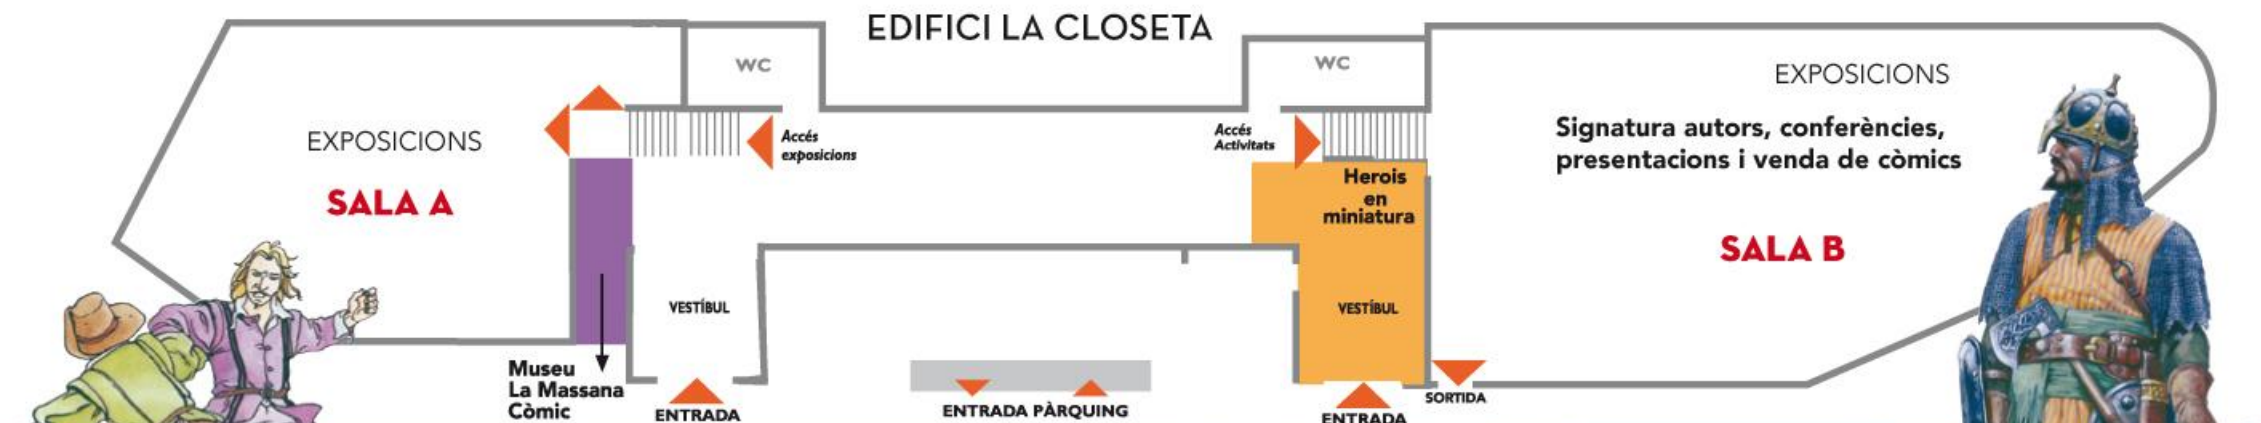 EDIFICI LA CLOSETA
WC
WC
EXPOSICIONS
SALA A
Accés
exposicions
Accés
Activitats
Herois
en
miniatura
EXPOSICIONS
Signatura autors, conferències,
presentacions i venda de còmics
SALA B
VESTÍBUL
VESTÍBUL
Museu
La Massana
Còmic
ENTRADA
ENTRADA PÀRQUING
ENTRADA
SORTIDA